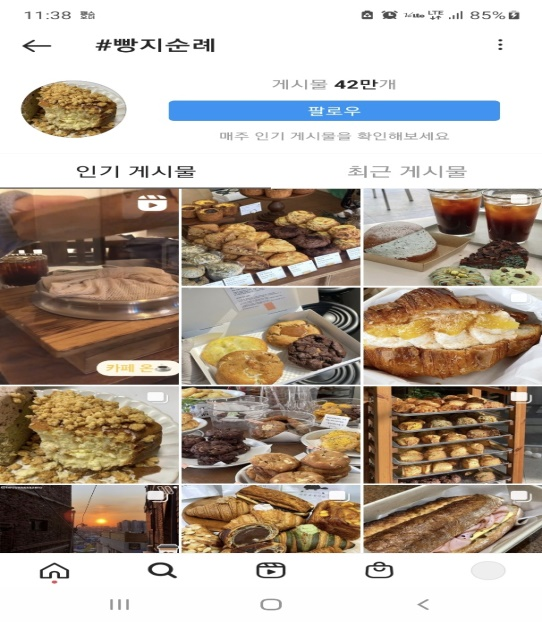 11:38
85%
#빵지순례
게시물 42만개
팔로우
매주 인기 게시물을 확인해보세요
인기 게시물
최근 게시물
카페 온